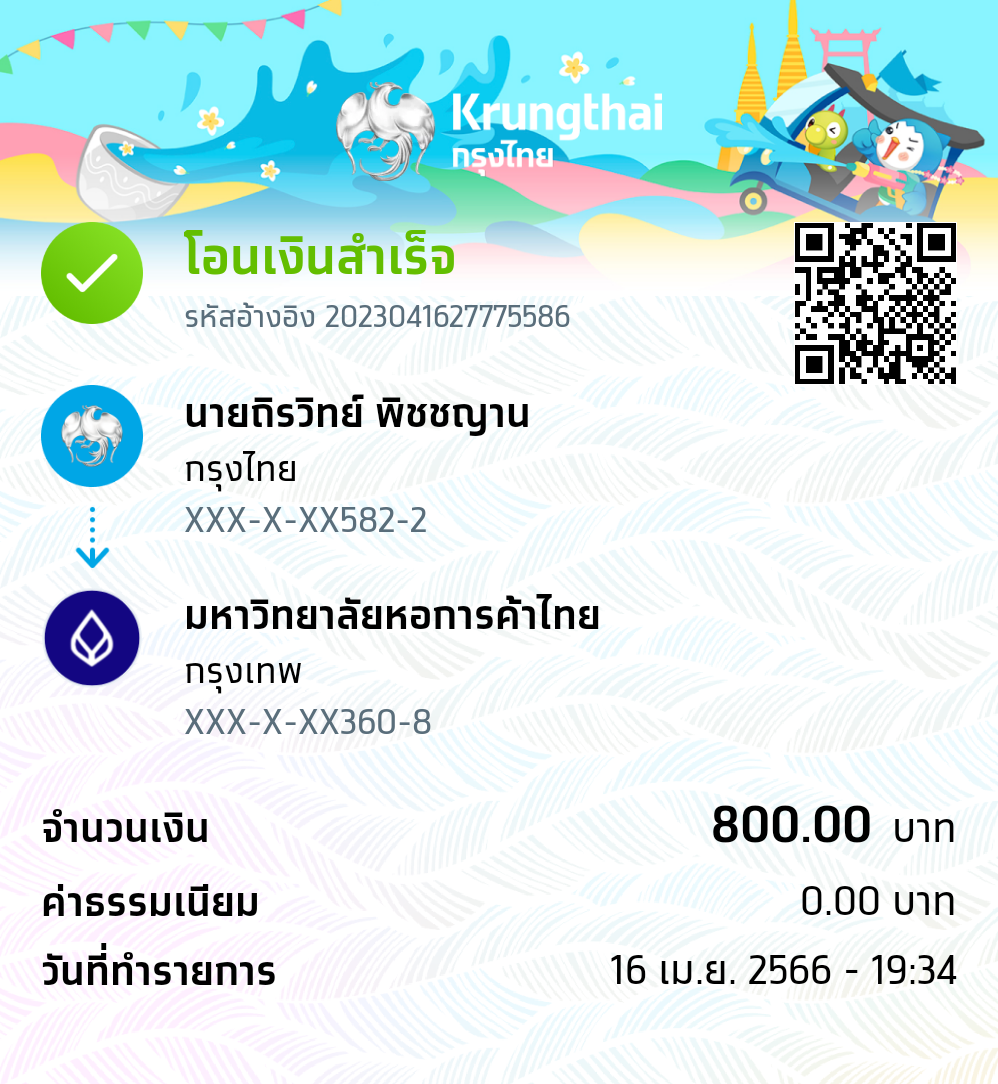 Krungthai
กรุงไทย
โอนเงินสำเร็จ
รหัสอ้างอิง 2023041627775586
นายถิรวิทย์ พิชชญาน
กรุงไทย
XXX-X-XX582-2
มหาวิทยาลัยหอการค้าไทย
กรุงเทพ
XXX-X-XX360-8
จำนวนเงิน 800.00 บาท
ค่าธรรมเนียม 0.00 บาท
วันที่ทำรายการ 16 เม.ย. 2566 - 19:34